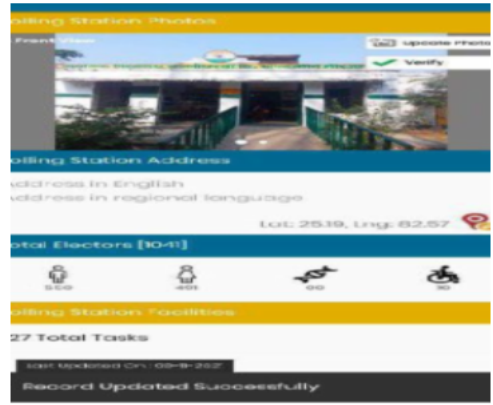 olling Station Photos
Front View
Update Photo
Verify
olling Station Address
Address in English
Address in regional language
Lat: 25.19, Lng: 82.57
otal Electors [1041]
550
491
00
10
olling Station Facilities
27 Total Tasks
Last Updated On :
Record Updated Successfully